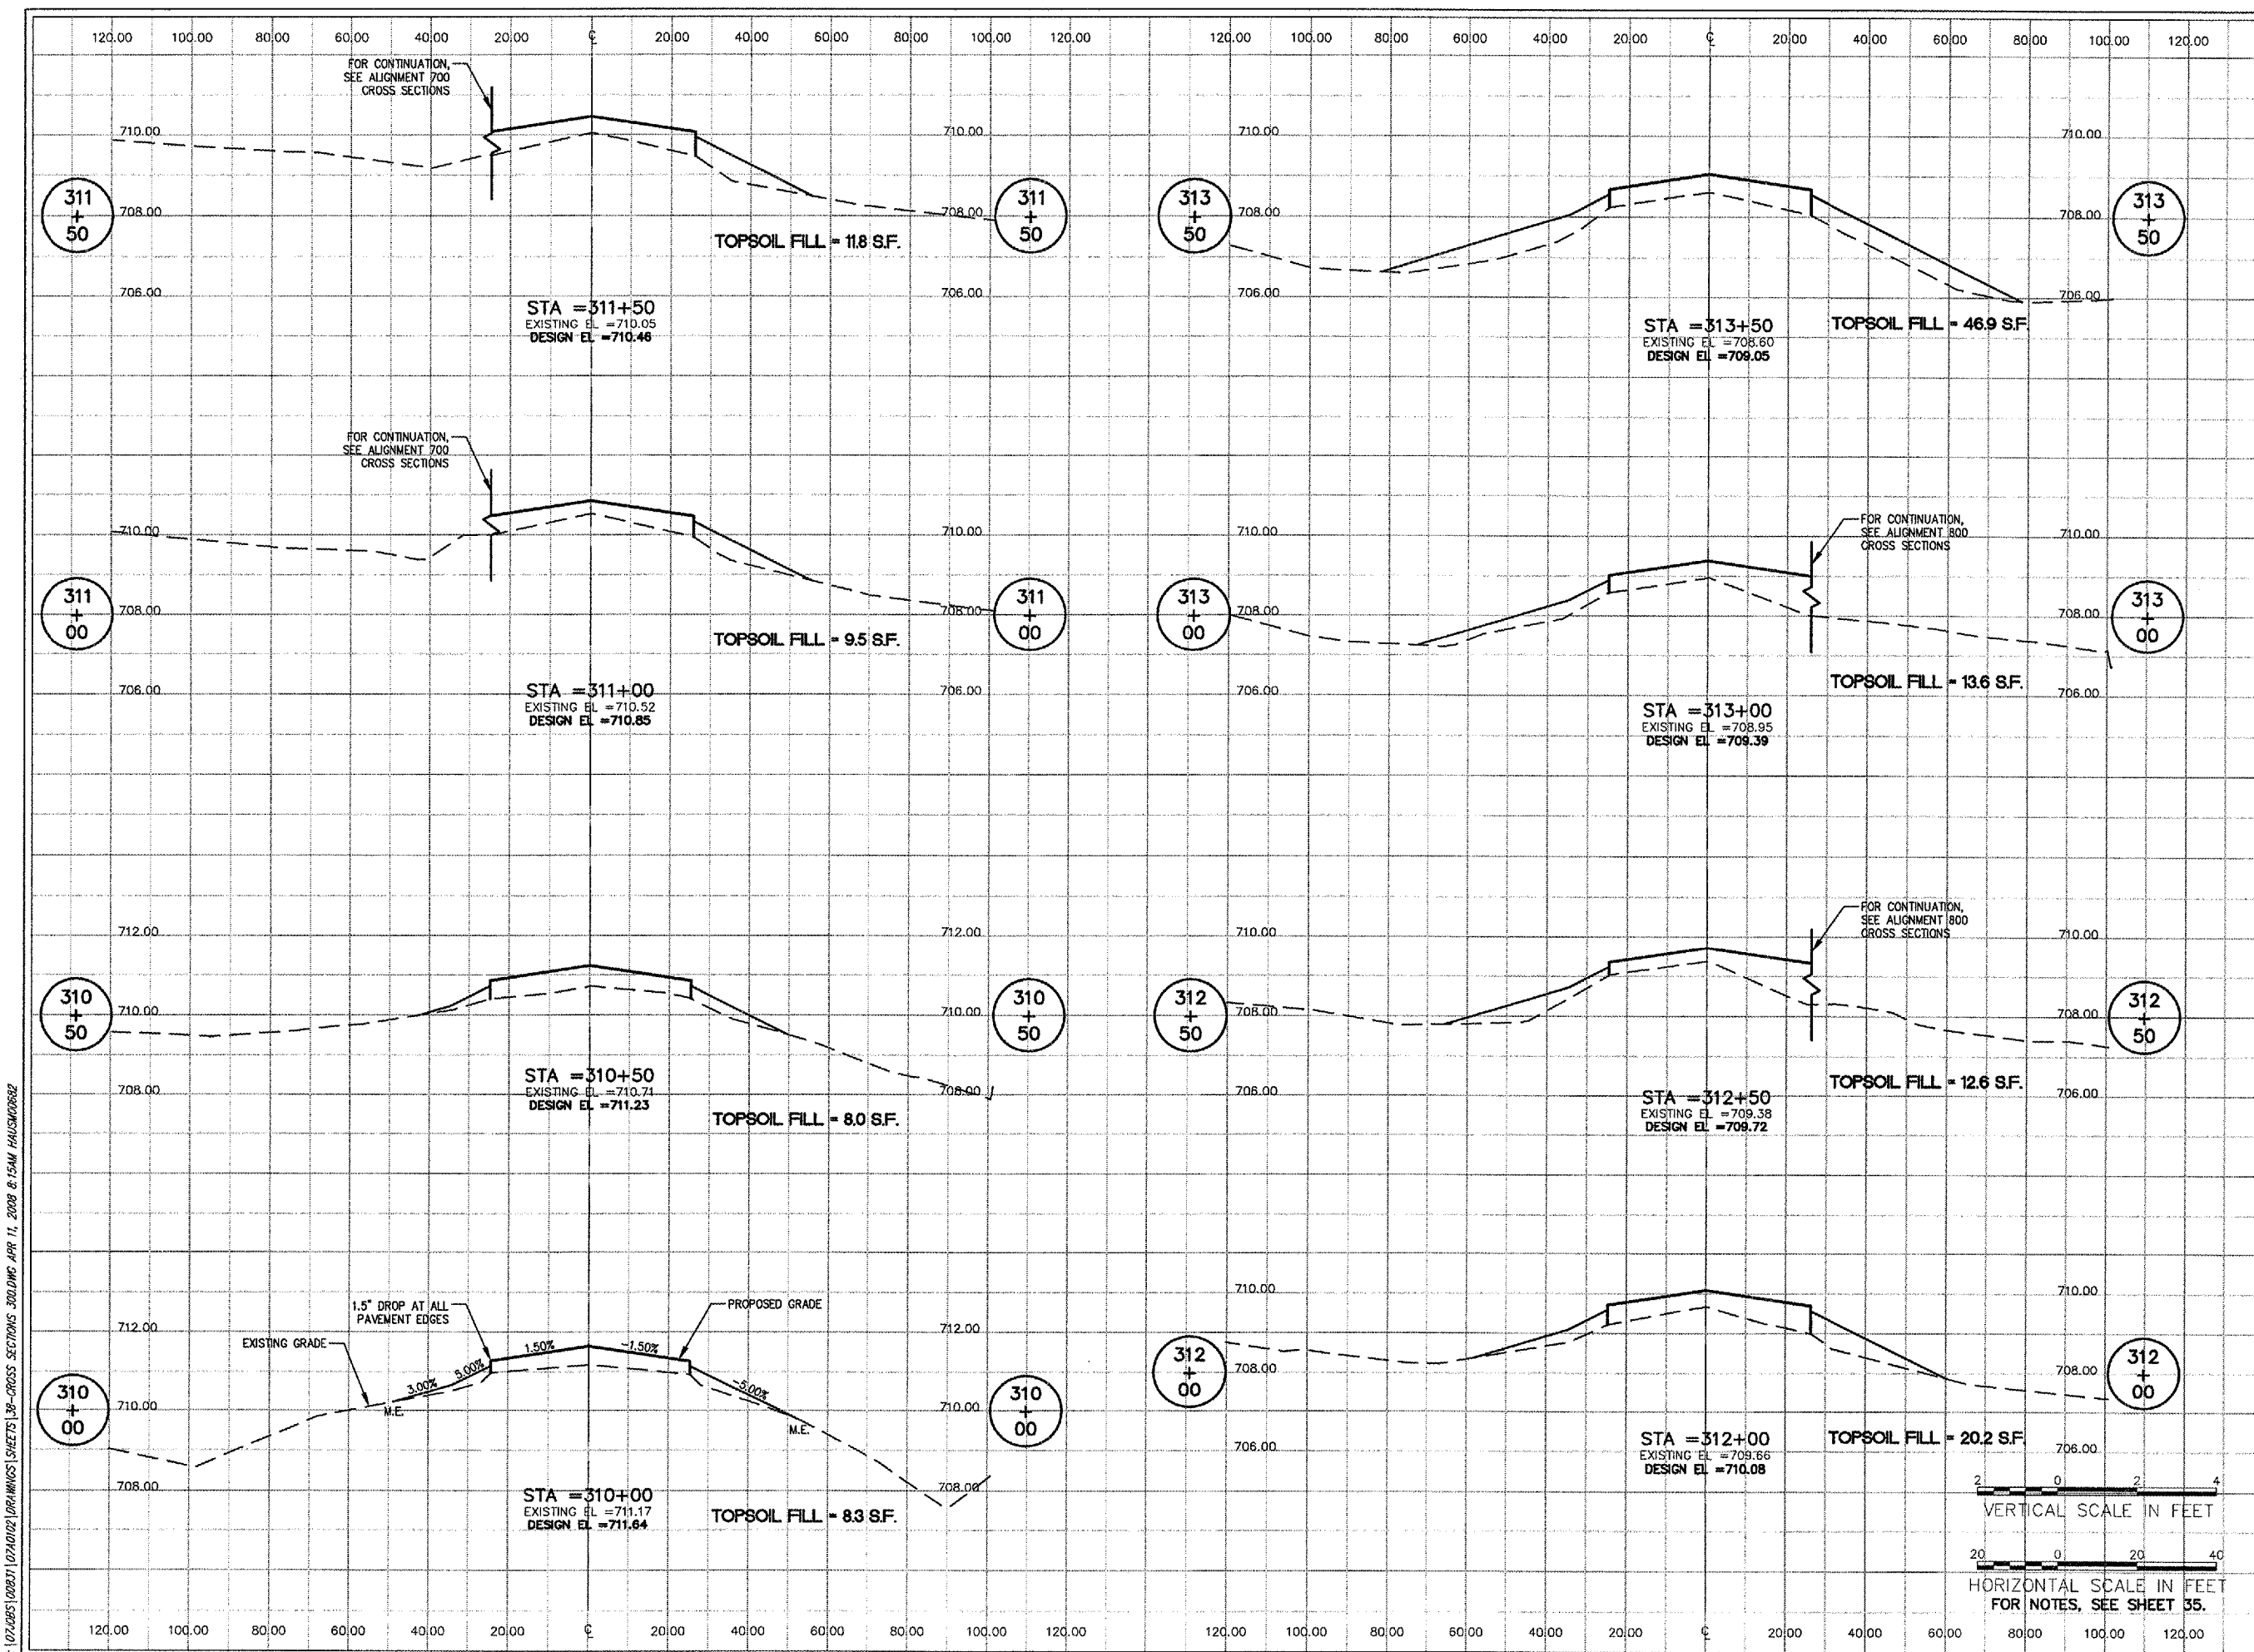 120.00 100.00 80.00 60.00 40.00 20.00 ℄ 20.00 40.00 60.00 80.00 100.00 120.00 120.00 100.00 80.00 60.00 40.00 20.00 ℄ 20.00 40.00 60.00 80.00 100.00 120.00
FOR CONTINUATION,
SEE ALIGNMENT 700
CROSS SECTIONS
710.00 710.00
311
+
50
708.00 708.00
311
+
50
TOPSOIL FILL = 11.8 S.F.
706.00 706.00
STA =311+50
EXISTING EL =710.05
DESIGN EL =710.46
FOR CONTINUATION,
SEE ALIGNMENT 700
CROSS SECTIONS
710.00 710.00
311
+
00
708.00 708.00
311
+
00
TOPSOIL FILL = 9.5 S.F.
706.00 706.00
STA =311+00
EXISTING EL =710.52
DESIGN EL =710.85
712.00 712.00
310
+
50
710.00 710.00
310
+
50
708.00 708.00
STA =310+50
EXISTING EL =710.71
DESIGN EL =711.23
TOPSOIL FILL = 8.0 S.F.
1.5" DROP AT ALL
PAVEMENT EDGES
PROPOSED GRADE
EXISTING GRADE
712.00 712.00
3.00% 5.00% 1.50% -1.50% -5.00%
M.E. M.E.
310
+
00
710.00 710.00
310
+
00
708.00 708.00
STA =310+00
EXISTING EL =711.17
DESIGN EL =711.64
TOPSOIL FILL = 8.3 S.F.
710.00 710.00
313
+
50
708.00 708.00
313
+
50
706.00 706.00
STA =313+50
EXISTING EL =708.60
DESIGN EL =709.05
TOPSOIL FILL = 46.9 S.F.
FOR CONTINUATION,
SEE ALIGNMENT 800
CROSS SECTIONS
710.00 710.00
313
+
00
708.00 708.00
313
+
00
706.00 706.00
STA =313+00
EXISTING EL =708.95
DESIGN EL =709.39
TOPSOIL FILL = 13.6 S.F.
FOR CONTINUATION,
SEE ALIGNMENT 800
CROSS SECTIONS
710.00 710.00
312
+
50
708.00 708.00
312
+
50
706.00 706.00
STA =312+50
EXISTING EL =709.38
DESIGN EL =709.72
TOPSOIL FILL = 12.6 S.F.
710.00 710.00
312
+
00
708.00 708.00
312
+
00
706.00 706.00
STA =312+00
EXISTING EL =709.66
DESIGN EL =710.08
TOPSOIL FILL = 20.2 S.F.
2 0 2 4
VERTICAL SCALE IN FEET
20 0 20 40
HORIZONTAL SCALE IN FEET
FOR NOTES, SEE SHEET 35.
120.00 100.00 80.00 60.00 40.00 20.00 ℄ 20.00 40.00 60.00 80.00 100.00 120.00 120.00 100.00 80.00 60.00 40.00 20.00 ℄ 20.00 40.00 60.00 80.00 100.00 120.00
\07JOBS\00831\07A0102\DRAWINGS\SHEETS\38-CROSS SECTIONS 300.DWG APR 11, 2008 8:15AM HAUSM00682